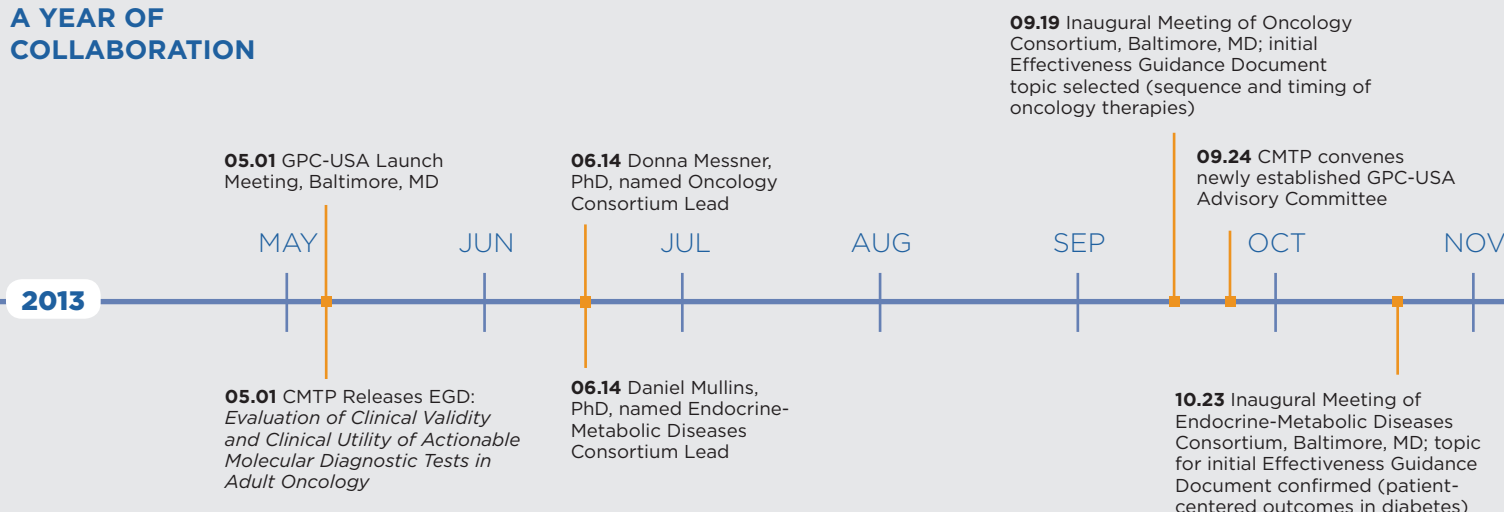 A YEAR OF
COLLABORATION
09.19 Inaugural Meeting of Oncology
Consortium, Baltimore, MD; initial
Effectiveness Guidance Document
topic selected (sequence and timing of
oncology therapies)
05.01 GPC-USA Launch
Meeting, Baltimore, MD
06.14 Donna Messner,
PhD, named Oncology
Consortium Lead
09.24 CMTP convenes
newly established GPC-USA
Advisory Committee
MAY JUN JUL AUG SEP OCT NOV
2013
05.01 CMTP Releases EGD:
Evaluation of Clinical Validity
and Clinical Utility of Actionable
Molecular Diagnostic Tests in
Adult Oncology
06.14 Daniel Mullins,
PhD, named Endocrine-
Metabolic Diseases
Consortium Lead
10.23 Inaugural Meeting of
Endocrine-Metabolic Diseases
Consortium, Baltimore, MD; topic
for initial Effectiveness Guidance
Document confirmed (patient-
centered outcomes in diabetes)